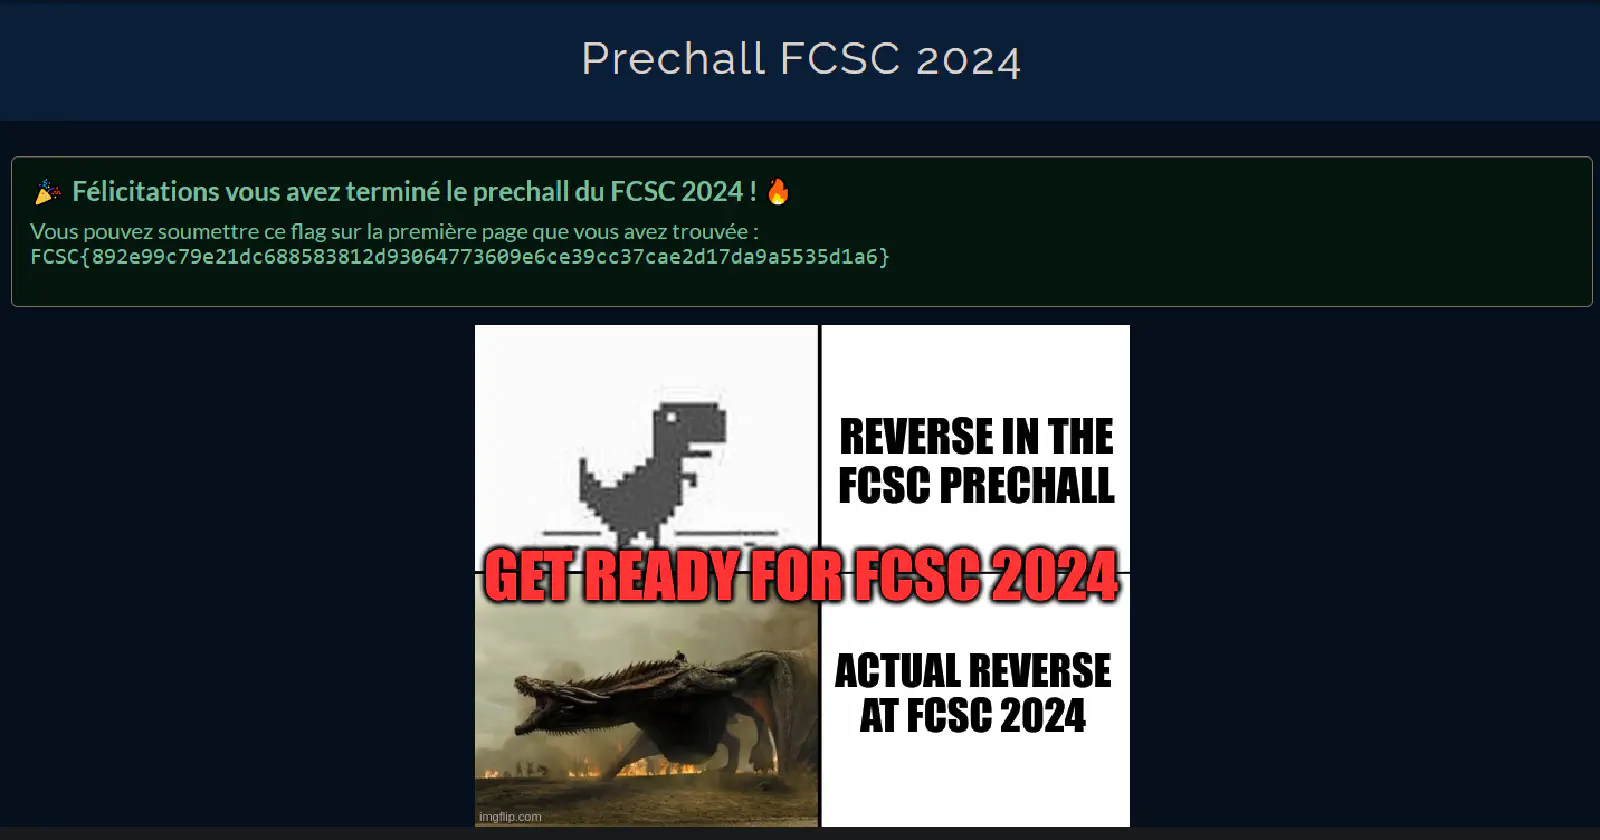 Prechall FCSC 2024
🎉 Félicitations vous avez terminé le prechall du FCSC 2024 ! 🔥
Vous pouvez soumettre ce flag sur la première page que vous avez trouvée :
FCSC{892e99c79e21dc688583812d93064773609e6ce39cc37cae2d17da9a5535d1a6}
REVERSE IN THE
FCSC PRECHALL
GET READY FOR FCSC 2024
ACTUAL REVERSE
AT FCSC 2024
imgflip.com